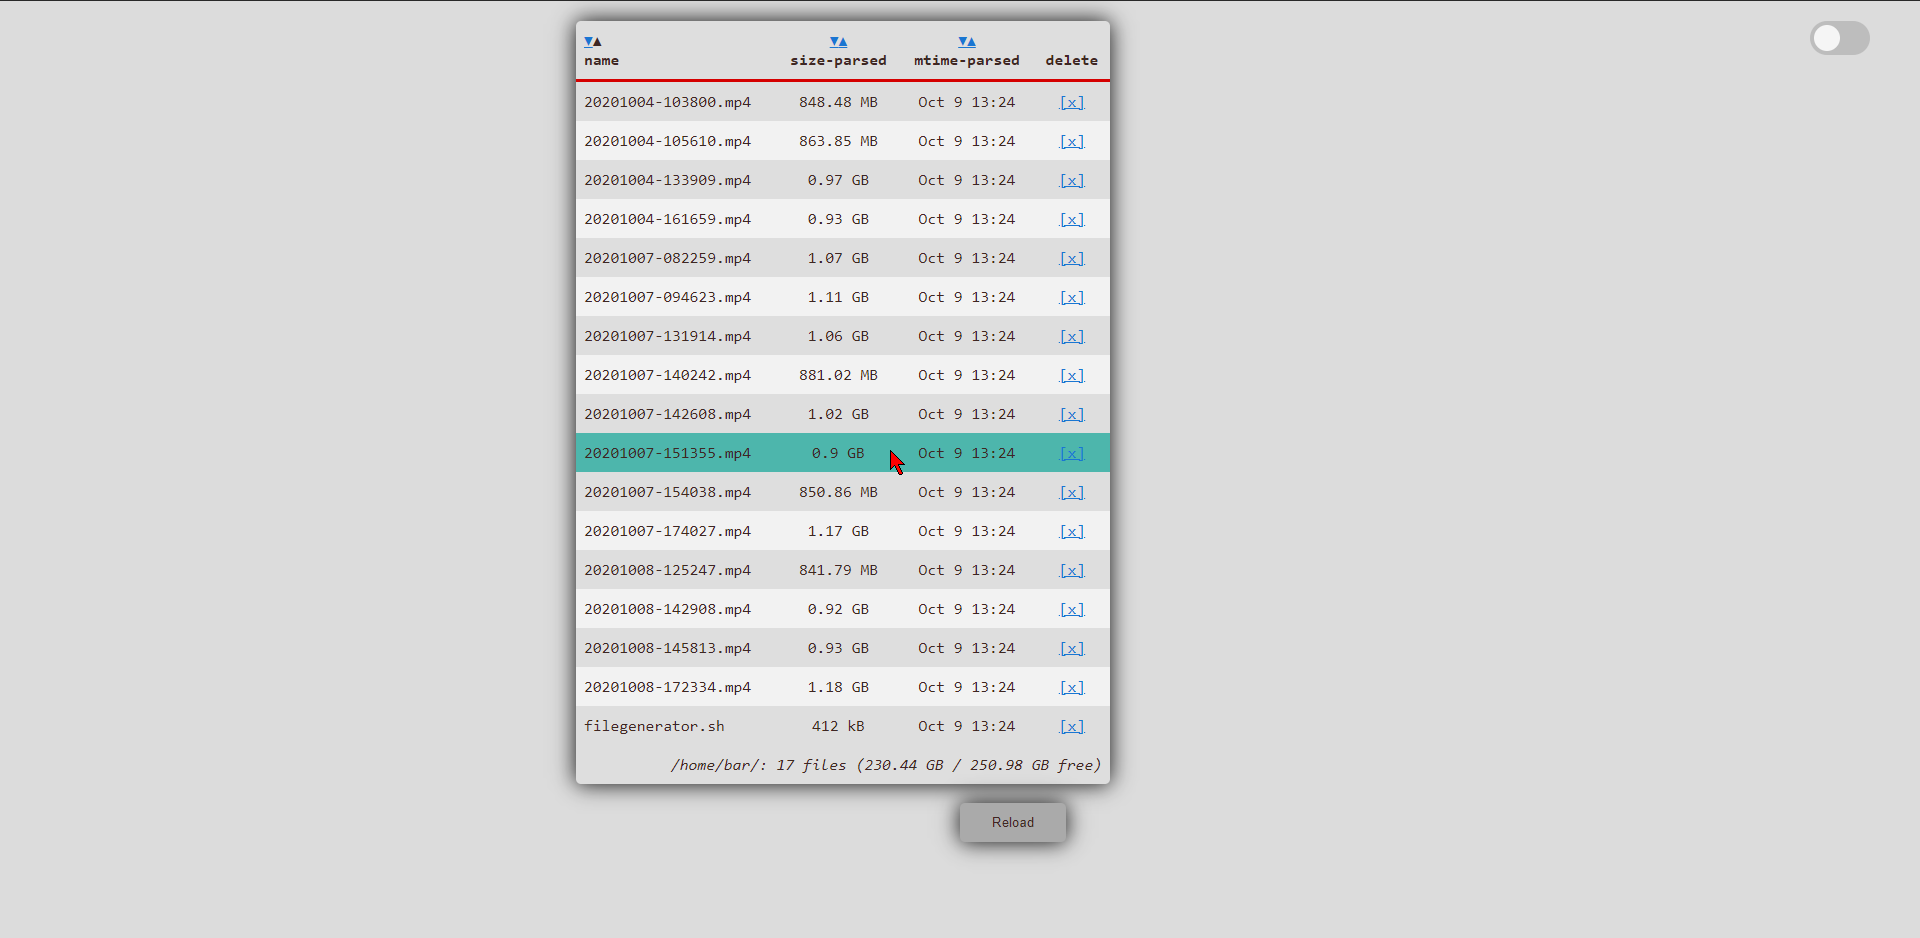 ▼▲ ▼▲ ▼▲
name size-parsed mtime-parsed delete
20201004-103800.mp4 848.48 MB Oct 9 13:24 [x]
20201004-105610.mp4 863.85 MB Oct 9 13:24 [x]
20201004-133909.mp4 0.97 GB Oct 9 13:24 [x]
20201004-161659.mp4 0.93 GB Oct 9 13:24 [x]
20201007-082259.mp4 1.07 GB Oct 9 13:24 [x]
20201007-094623.mp4 1.11 GB Oct 9 13:24 [x]
20201007-131914.mp4 1.06 GB Oct 9 13:24 [x]
20201007-140242.mp4 881.02 MB Oct 9 13:24 [x]
20201007-142608.mp4 1.02 GB Oct 9 13:24 [x]
20201007-151355.mp4 0.9 GB Oct 9 13:24 [x]
20201007-154038.mp4 850.86 MB Oct 9 13:24 [x]
20201007-174027.mp4 1.17 GB Oct 9 13:24 [x]
20201008-125247.mp4 841.79 MB Oct 9 13:24 [x]
20201008-142908.mp4 0.92 GB Oct 9 13:24 [x]
20201008-145813.mp4 0.93 GB Oct 9 13:24 [x]
20201008-172334.mp4 1.18 GB Oct 9 13:24 [x]
filegenerator.sh 412 kB Oct 9 13:24 [x]
/home/bar/: 17 files (230.44 GB / 250.98 GB free)
Reload